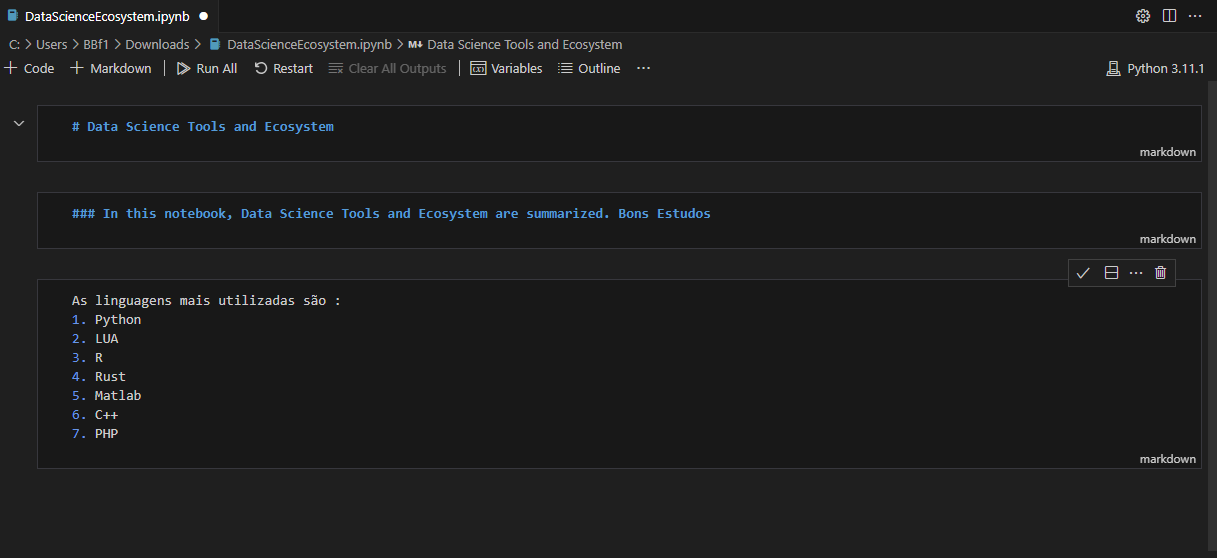 DataScienceEcosystem.ipynb
C: > Users > BBf1 > Downloads > DataScienceEcosystem.ipynb > M↓ Data Science Tools and Ecosystem
+ Code + Markdown | Run All Restart Clear All Outputs | Variables Outline ... Python 3.11.1
# Data Science Tools and Ecosystem
markdown
### In this notebook, Data Science Tools and Ecosystem are summarized. Bons Estudos
markdown
As linguagens mais utilizadas são :
1. Python
2. LUA
3. R
4. Rust
5. Matlab
6. C++
7. PHP
markdown